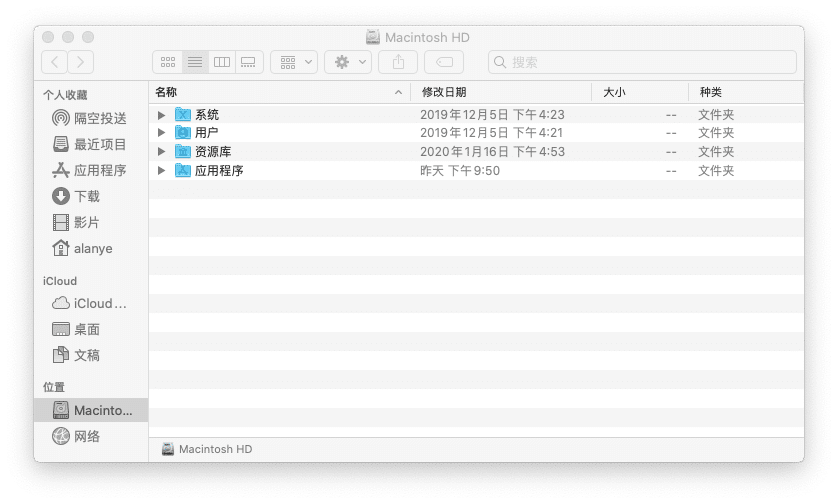 Macintosh HD
搜索
个人收藏
隔空投送
最近项目
应用程序
下载
影片
alanye
iCloud
iCloud…
桌面
文稿
位置
Macinto…
网络
名称 修改日期 大小 种类
系统 2019年12月5日 下午4:23 -- 文件夹
用户 2019年12月5日 下午4:21 -- 文件夹
资源库 2020年1月16日 下午4:53 -- 文件夹
应用程序 昨天 下午9:50 -- 文件夹
Macintosh HD